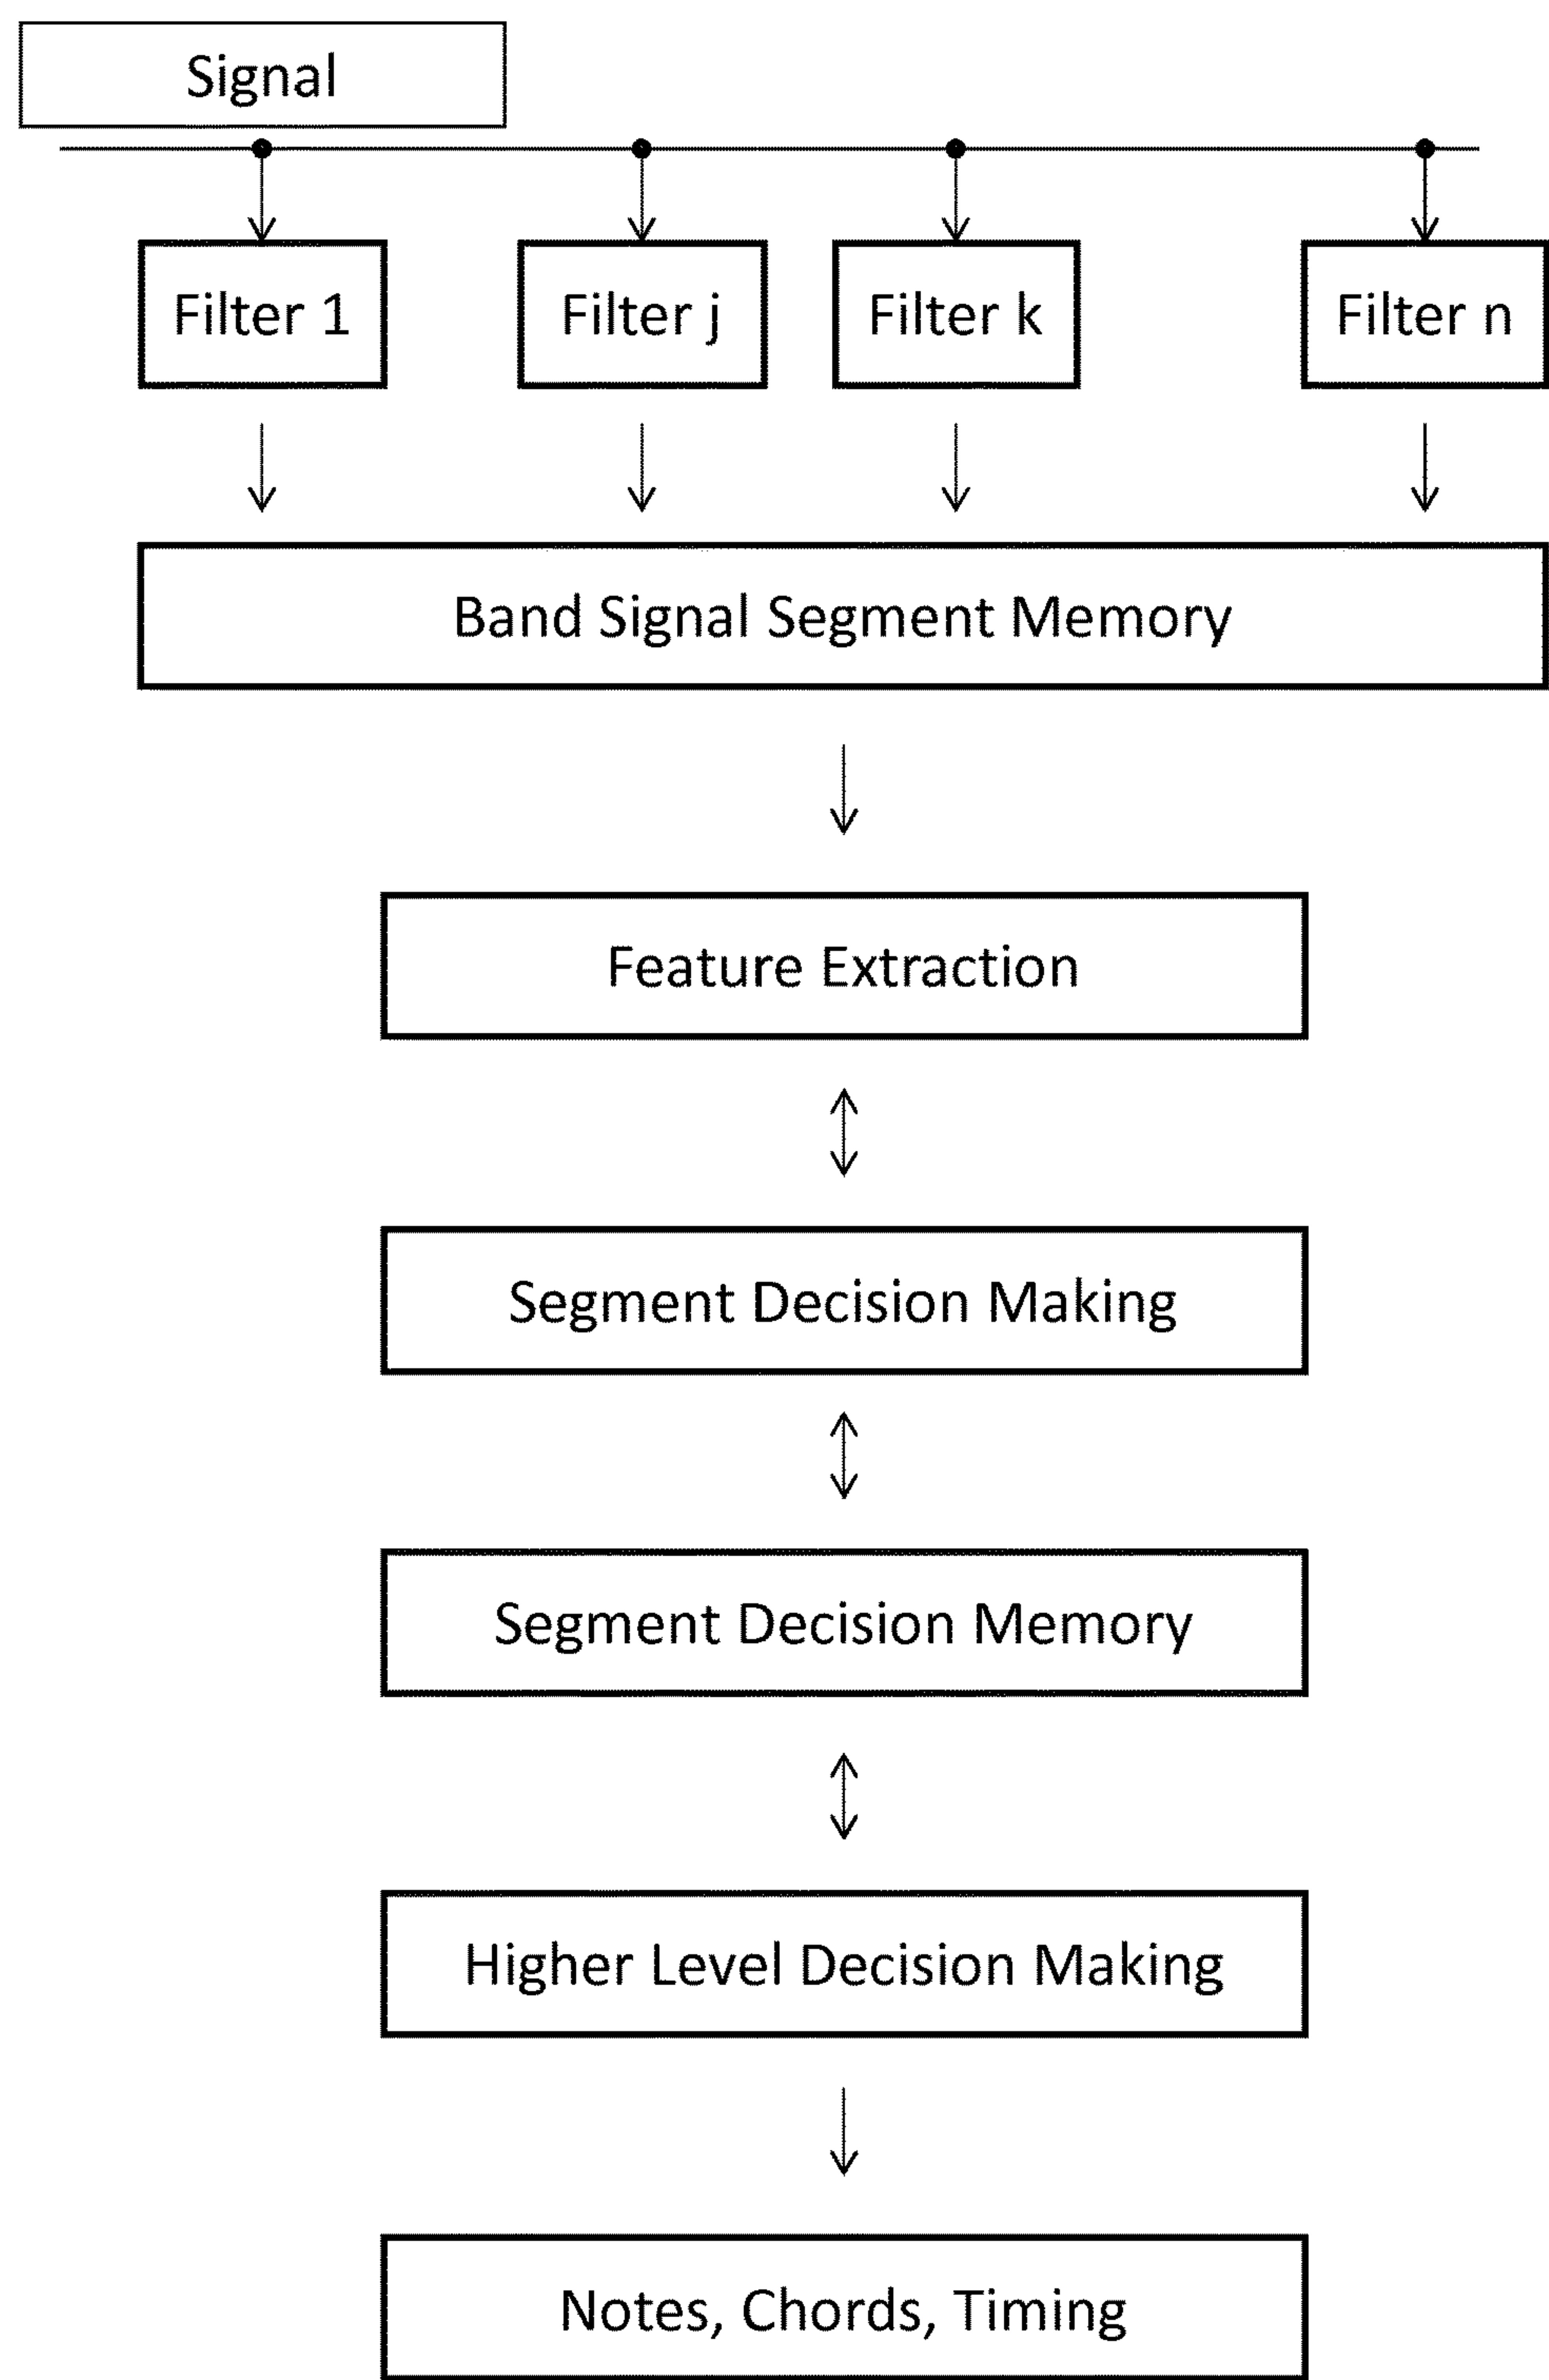 Signal
Filter 1
Filter j
Filter k
Filter n
Band Signal Segment Memory
Feature Extraction
Segment Decision Making
Segment Decision Memory
Higher Level Decision Making
Notes, Chords, Timing